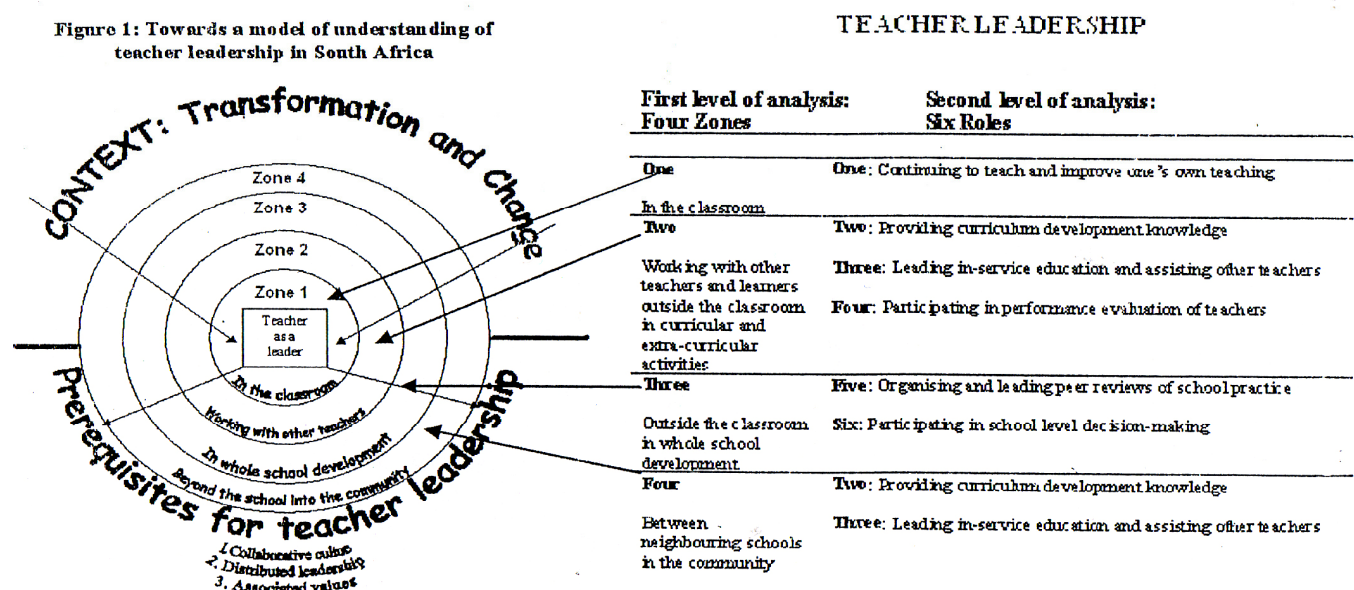 Figure 1: Towards a model of understanding of
teacher leadership in South Africa
CONTEXT: Transformation and Change
Zone 4
Zone 3
Zone 2
Zone 1
Teacher
as a
leader
In the classroom
Working with other teachers
In whole school development
Beyond the school into the community
Prerequisites for teacher leadership
1. Collaborative culture
2. Distributed leadership
3. Associated values
TEACHER LEADERSHIP
First level of analysis:
Four Zones
Second level of analysis:
Six Roles
One
In the classroom
One: Continuing to teach and improve one's own teaching
Two
Working with other
teachers and learners
outside the classroom
in curricular and
extra-curricular
activities
Two: Providing curriculum development knowledge
Three: Leading in-service education and assisting other teachers
Four: Participating in performance evaluation of teachers
Three
Outside the classroom
in whole school
development
Five: Organising and leading peer reviews of school practice
Six: Participating in school level decision-making
Four
Between
neighbouring schools
in the community
Two: Providing curriculum development knowledge
Three: Leading in-service education and assisting other teachers